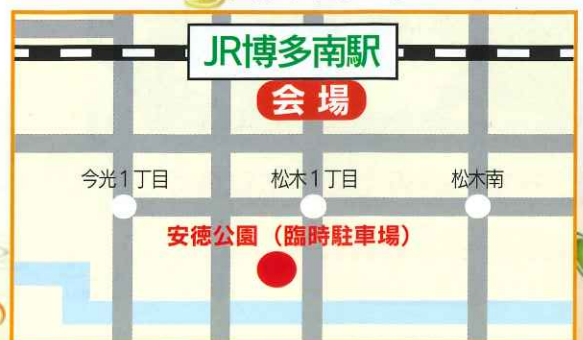 JR博多南駅
会場
今光1丁目
松木1丁目
松木南
安徳公園（臨時駐車場）